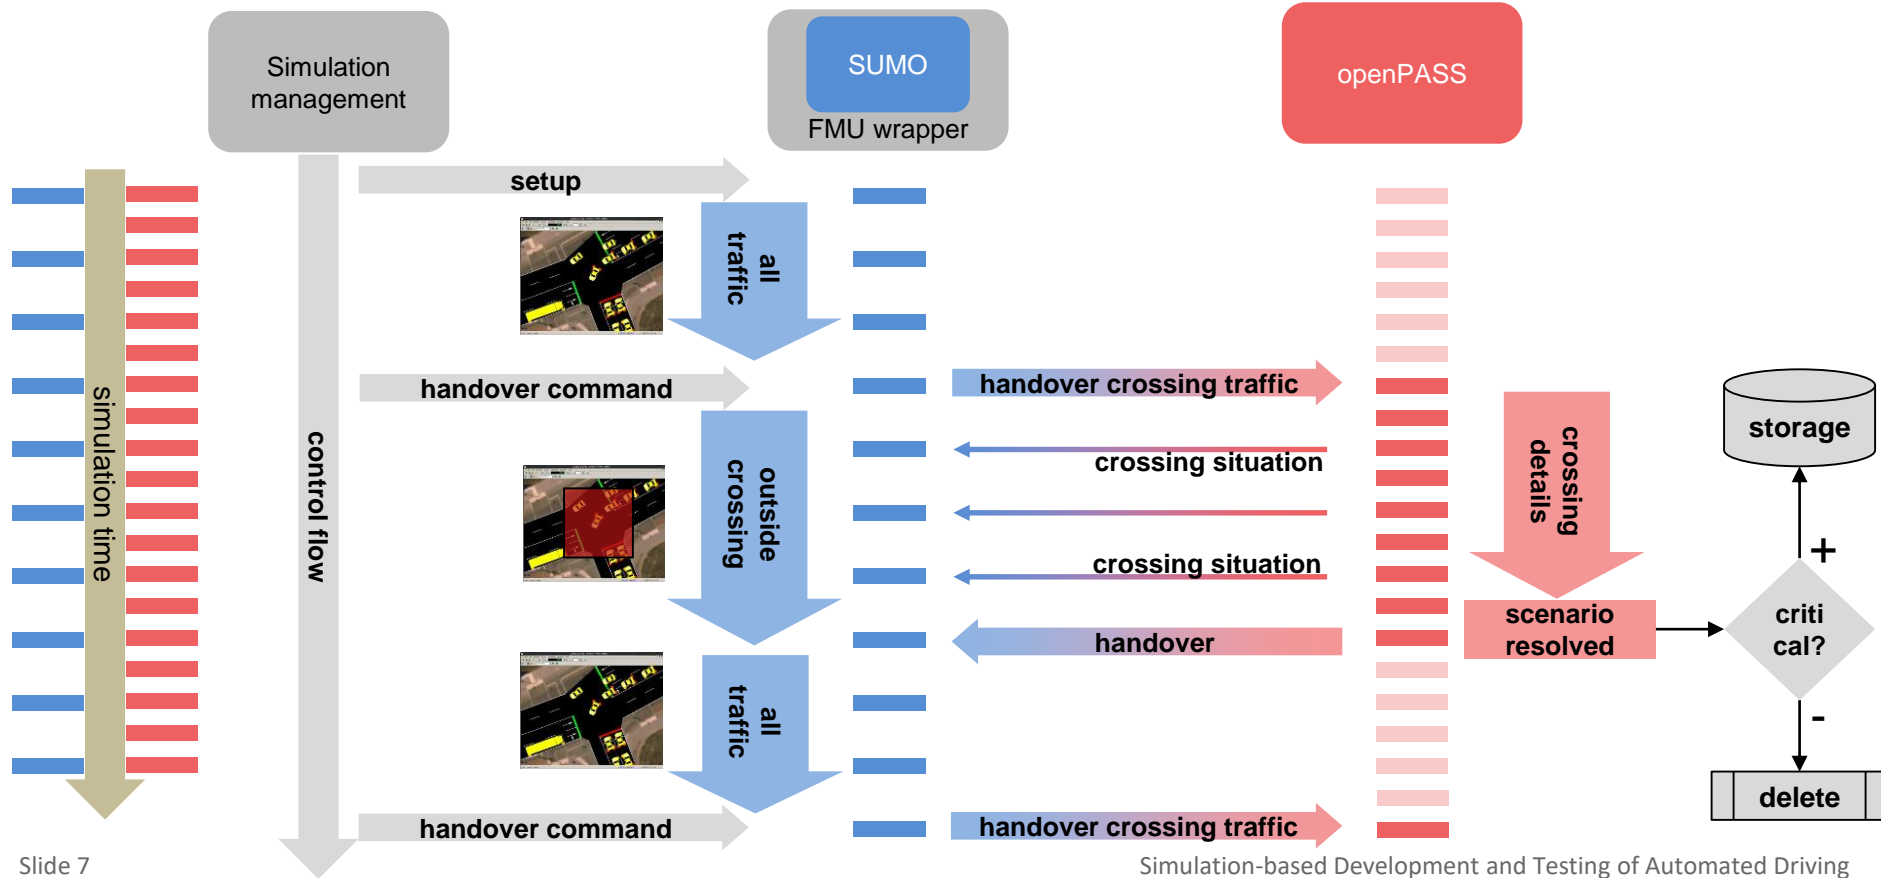 Simulation
management
SUMO
FMU wrapper
openPASS
setup
all
traffic
simulation time
control flow
handover command
handover crossing traffic
crossing situation
outside
crossing
crossing
details
storage
crossing situation
+
scenario
resolved
criti
cal?
handover
all
traffic
-
delete
handover command
handover crossing traffic
Slide 7
Simulation-based Development and Testing of Automated Driving